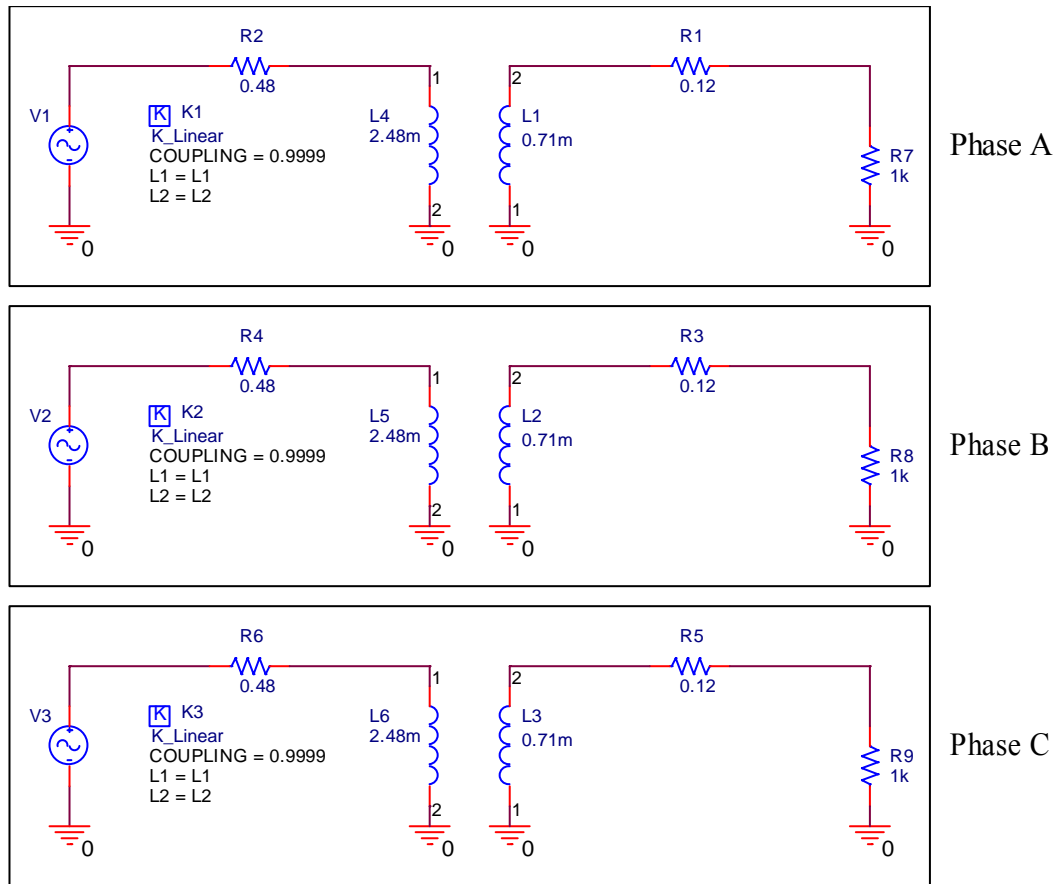 R2
0.48
V1
K K1
K_Linear
COUPLING = 0.9999
L1 = L1
L2 = L2
1
L4
2.48m
2
0
0
2
L1
0.71m
1
0
R1
0.12
R7
1k
0
Phase A
R4
0.48
V2
K K2
K_Linear
COUPLING = 0.9999
L1 = L1
L2 = L2
1
L5
2.48m
2
0
0
2
L2
0.71m
1
0
R3
0.12
R8
1k
0
Phase B
R6
0.48
V3
K K3
K_Linear
COUPLING = 0.9999
L1 = L1
L2 = L2
1
L6
2.48m
2
0
0
2
L3
0.71m
1
0
R5
0.12
R9
1k
0
Phase C